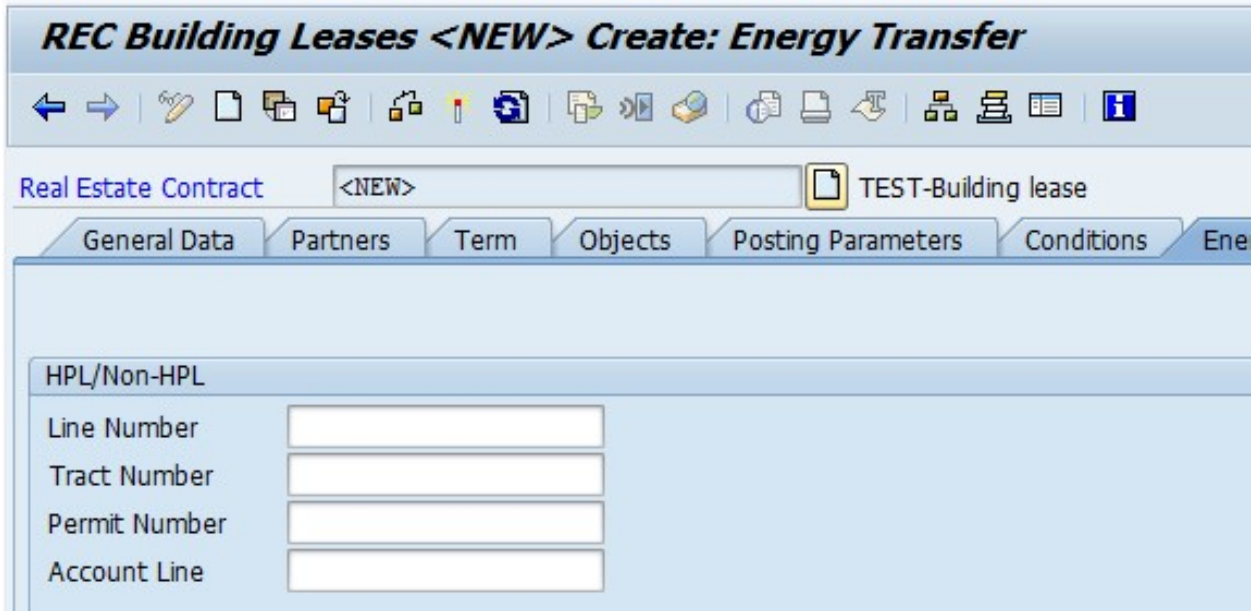 REC Building Leases <NEW> Create: Energy Transfer
Real Estate Contract <NEW> TEST-Building lease
General Data Partners Term Objects Posting Parameters Conditions Ene
HPL/Non-HPL
Line Number
Tract Number
Permit Number
Account Line